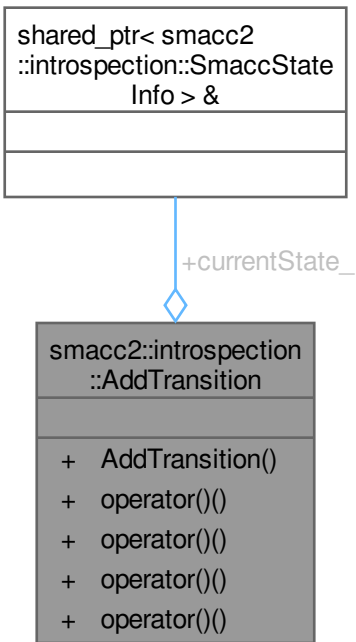 shared_ptr< smacc2
::introspection::SmaccState
Info > &
+currentState_
smacc2::introspection
::AddTransition
+ AddTransition()
+ operator()()
+ operator()()
+ operator()()
+ operator()()